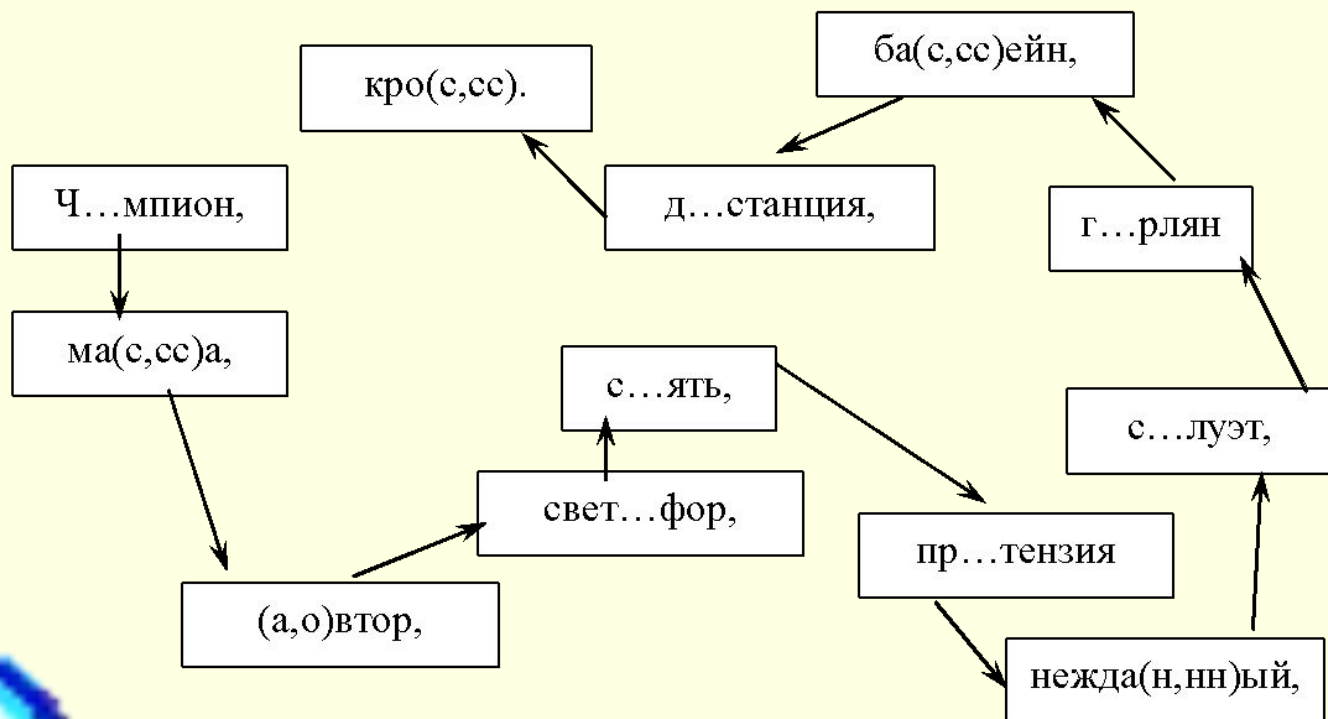 Ч…мпион,
ма(с,сс)а,
(а,о)втор,
свет…фор,
с…ять,
пр…тензия
нежда(н,нн)ый,
с…луэт,
г…рлян
ба(с,сс)ейн,
д…станция,
кро(с,сс).